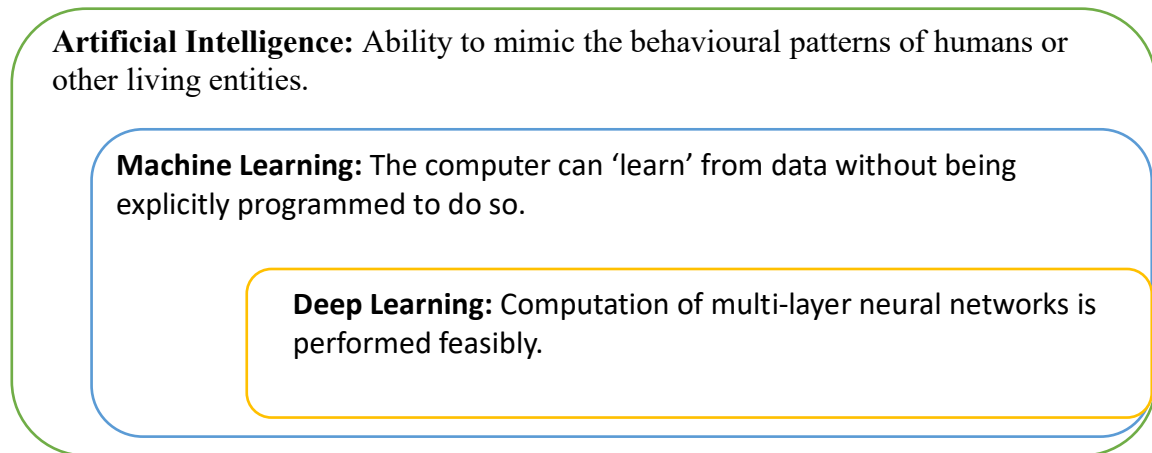 Artificial Intelligence: Ability to mimic the behavioural patterns of humans or
other living entities.
Machine Learning: The computer can ‘learn’ from data without being
explicitly programmed to do so.
Deep Learning: Computation of multi-layer neural networks is
performed feasibly.